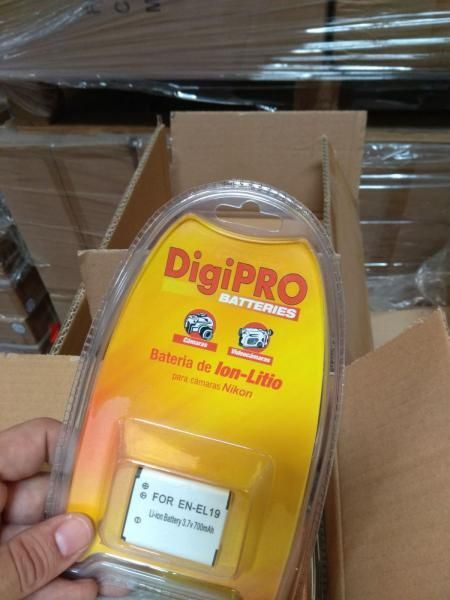 DigiPRO
BATTERIES
Cámaras
Videocámaras
Bateria de Ion-Litio
para cámaras Nikon
FOR EN-EL19
Li-ion Battery 3.7v 700mAh